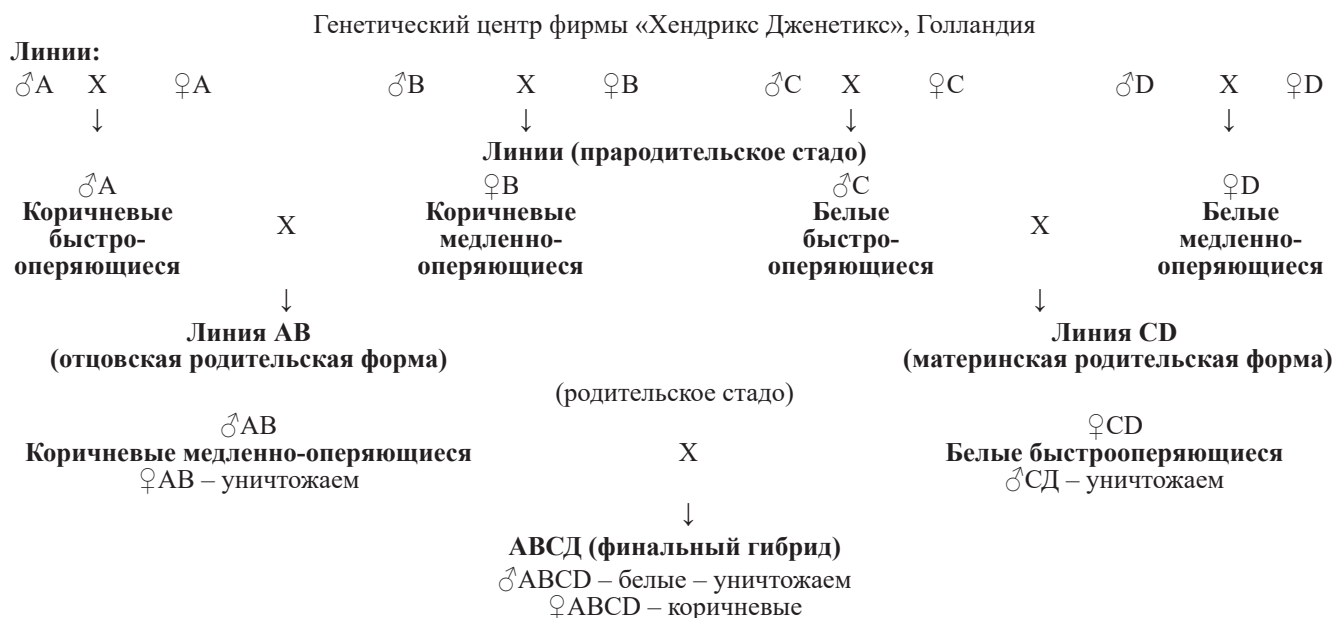 Генетический центр фирмы «Хендрикс Дженетикс», Голландия
Линии:
♂A X ♀A ♂B X ♀B ♂C X ♀C ♂D X ♀D
↓ ↓ ↓ ↓
Линии (прародительское стадо)
♂A ♀B ♂C ♀D
Коричневые Коричневые Белые Белые
быстро- X медленно- быстро- X медленно-
оперяющиеся оперяющиеся оперяющиеся оперяющиеся
↓ ↓
Линия AB Линия CD
(отцовская родительская форма) (материнская родительская форма)
(родительское стадо)
♂AB ♀CD
Коричневые медленно-оперяющиеся X Белые быстрооперяющиеся
♀AB – уничтожаем ♂СД – уничтожаем
↓
АВСД (финальный гибрид)
♂ABCD – белые – уничтожаем
♀ABCD – коричневые